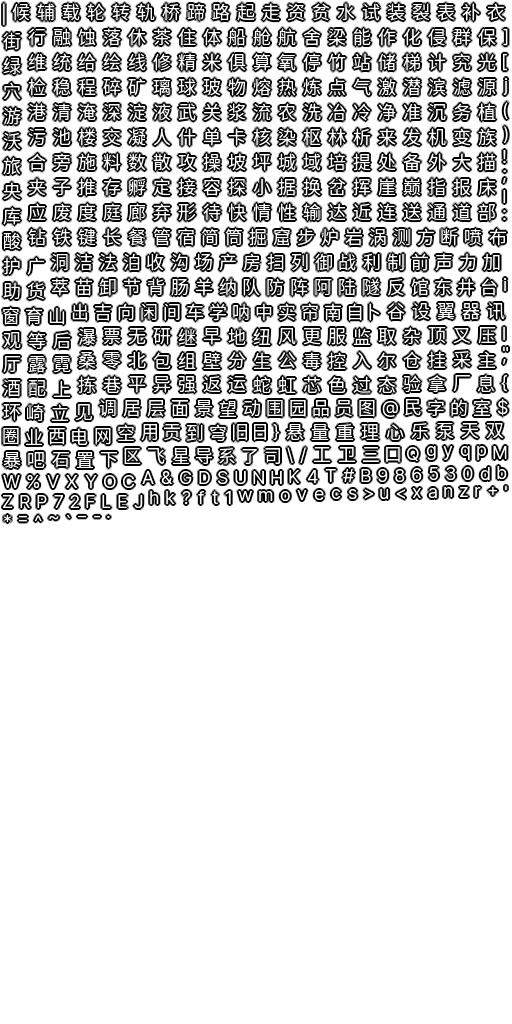 |候辅载轮转轨桥蹄路起走资贫水试装裂表补衣
街行融蚀落休茶住体船舱航舍梁能作化侵群保]
绿维统给绘线修精米俱算氧停竹站储梯计究光[
穴检稳程碎矿璃球玻物熔热炼点气激潜滨滤源j
游港清淹深淀液武关浆流农洗冶冷净准沉务植(
沃污池楼交凝人什单卡核染枢林析来发机变族)
旅合旁施料数散攻操坡坪城域培提处备外大描!;
央夹子推存孵定接容探小据换岔挥崖巅指报床|
库应废度庭廊弃形待快情性输达近连送通道部:
酸钻铁键长餐管宿简筒掘窟步炉岩涡测方断喷布
护广洞洁法泊收沟场产房扫列御战利制前声力加
助货萃苗卸节背肠羊纳队防阵阿陆隧反馆东井台i
窗育山出吉向闲间车学呐中实帘南自卜谷设翼器讯
观等后瀑票无研继早地纽风更服监取杂顶叉压l
厅露霓桑零北包组壁分生公毒控入尔仓挂采主";
酒配上拣巷平异强返运蛇虹芯色过态验拿厂息{
环崎立见调居层面景望动围园品员图@民字的室$
圈业西电网空用贡到穹旧日}悬量重理心乐泵天双
暴吧石置下区飞星导系了司\/工卫三口QgyqpM
W%VXYOCA&GDSUNHK4T#B986530db
ZRP72FLEJhk?ft1wmovecs>u<xanzr+'
*=^~`--.